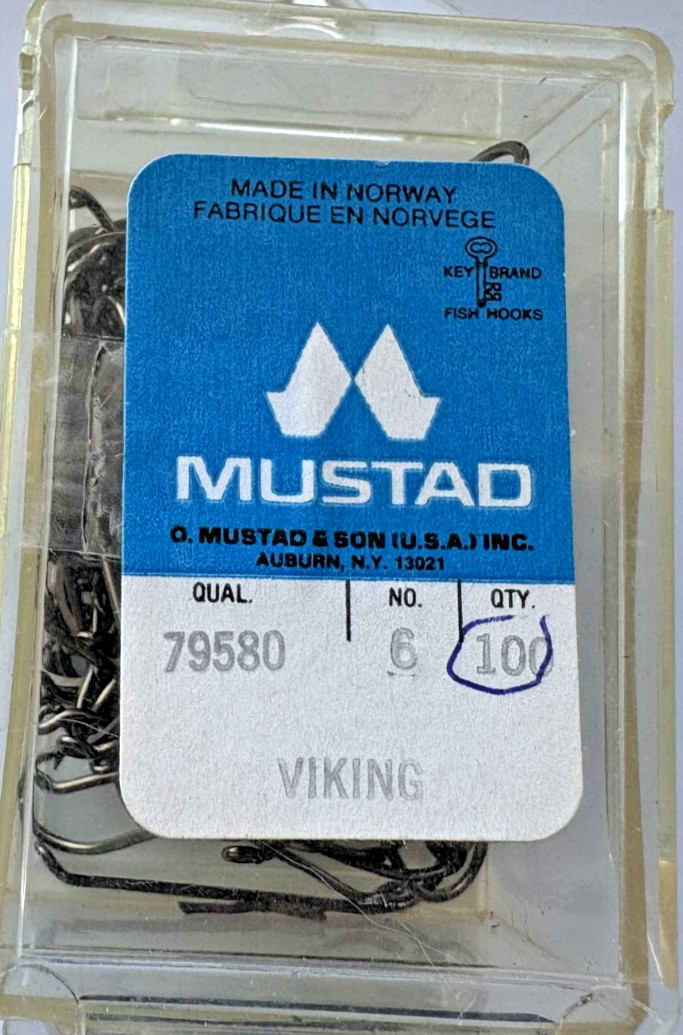 MADE IN NORWAY
FABRIQUE EN NORVEGE
KEY BRAND
FISH HOOKS
MUSTAD
O. MUSTAD & SON (U.S.A.) INC.
AUBURN, N.Y. 13021
QUAL. NO. QTY.
79580 6 100
VIKING